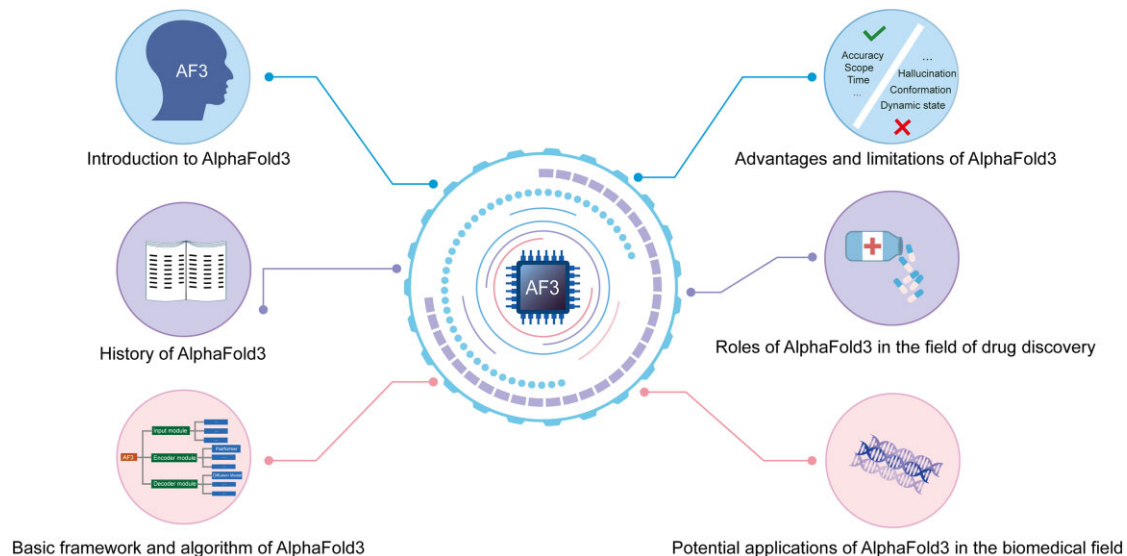 AF3
Introduction to AlphaFold3
History of AlphaFold3
AF3
Input module
...
...
...
Encoder module
Pairformer
...
...
Decoder module
Diffusion Model
...
...
Basic framework and algorithm of AlphaFold3
AF3
Accuracy
Scope
Time
...
...
Hallucination
Conformation
Dynamic state
Advantages and limitations of AlphaFold3
Roles of AlphaFold3 in the field of drug discovery
Potential applications of AlphaFold3 in the biomedical field